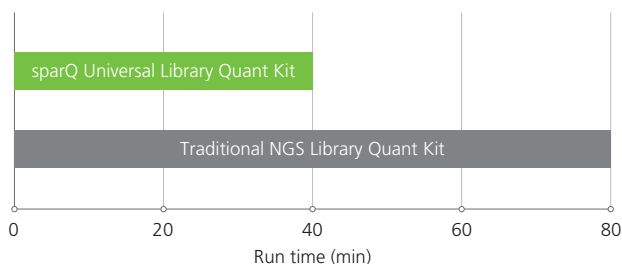 sparQ Universal Library Quant Kit
Traditional NGS Library Quant Kit
0 20 40 60 80
Run time (min)